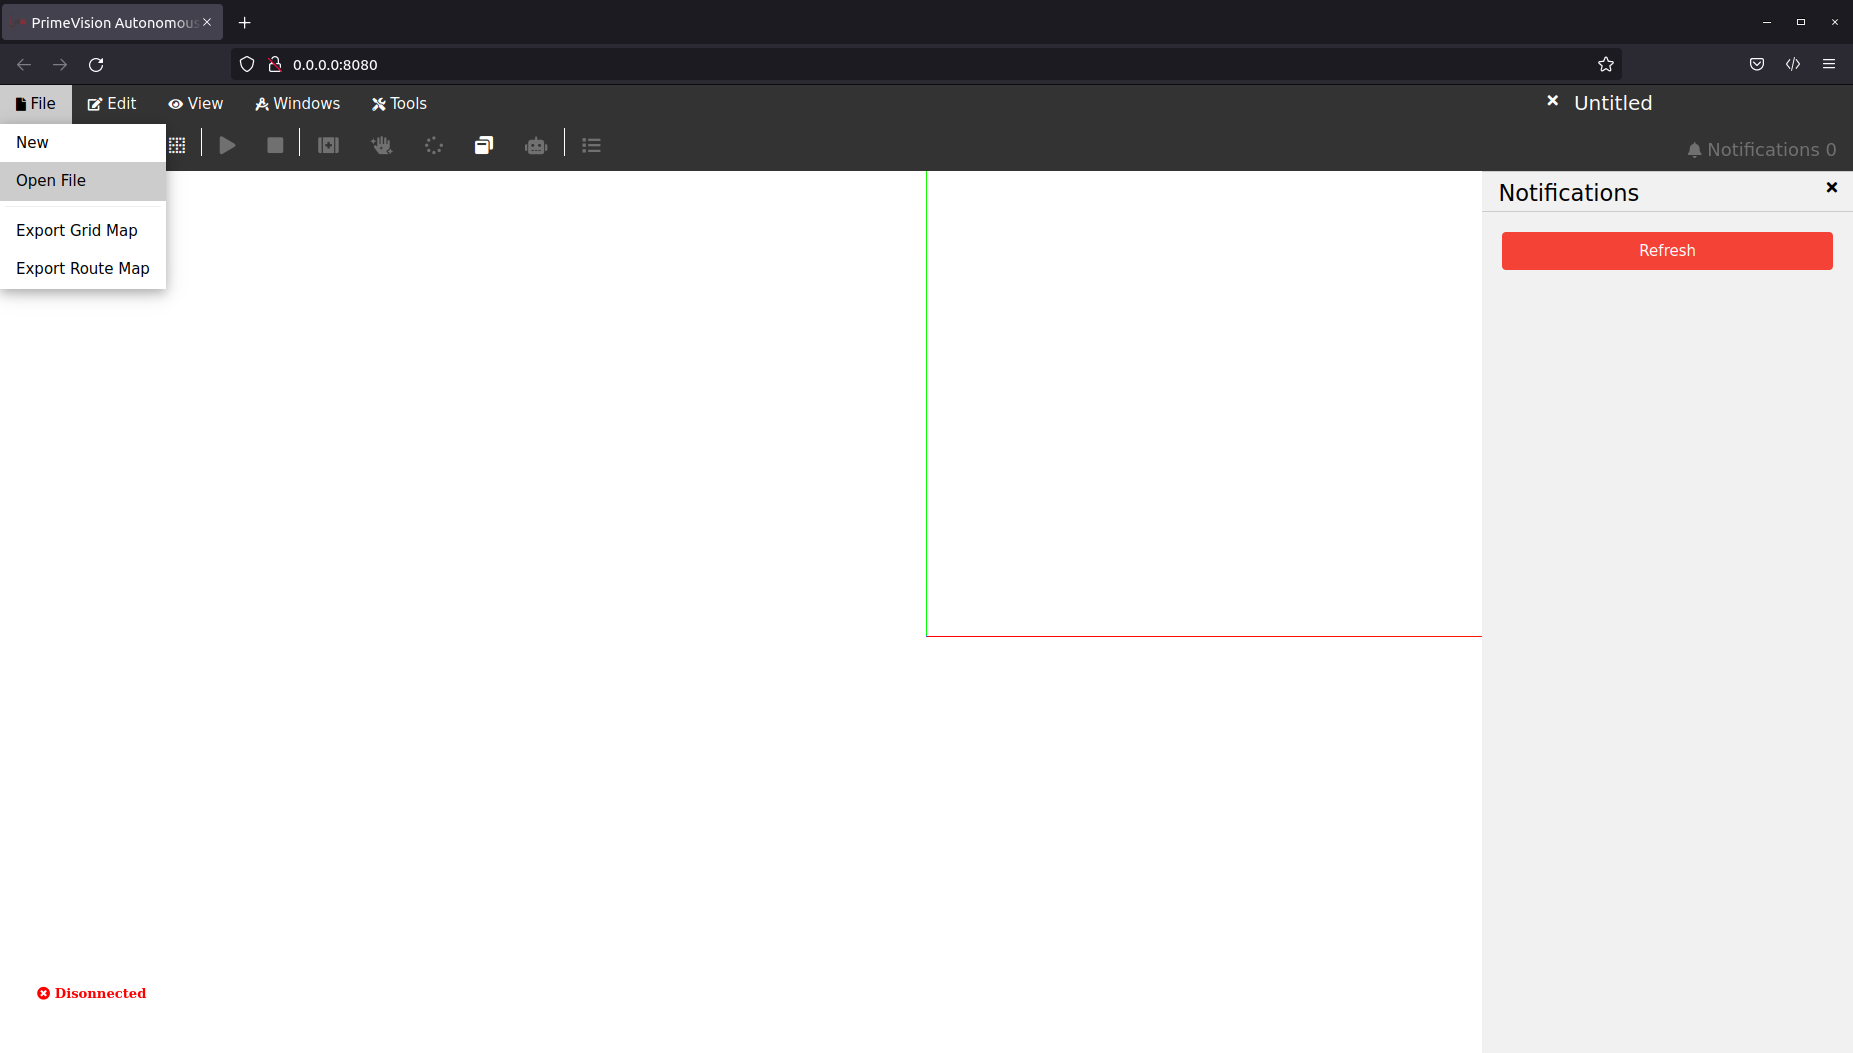 PrimeVision Autonomous
0.0.0.0:8080
File Edit View Windows Tools
Untitled
New
Open File
Export Grid Map
Export Route Map
Notifications 0
Notifications
Refresh
Disonnected